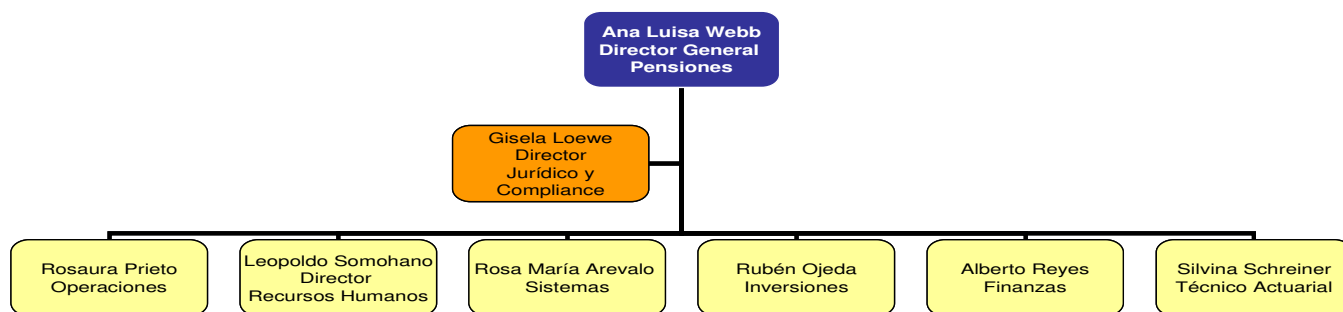 Ana Luisa Webb
Director General
Pensiones
Gisela Loewe
Director
Jurídico y
Compliance
Rosaura Prieto
Operaciones
Leopoldo Somohano
Director
Recursos Humanos
Rosa María Arevalo
Sistemas
Rubén Ojeda
Inversiones
Alberto Reyes
Finanzas
Silvina Schreiner
Técnico Actuarial